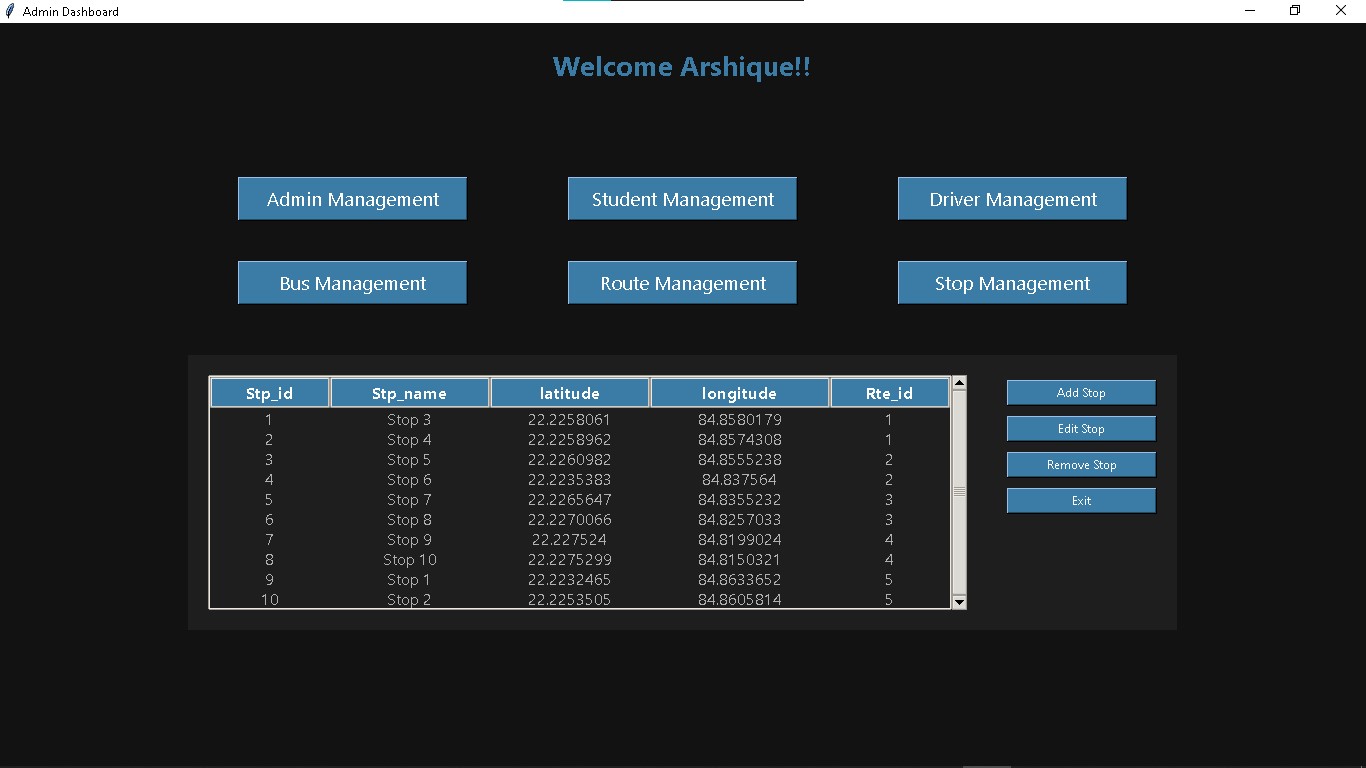 Admin Dashboard
Welcome Arshique!!
Admin Management Student Management Driver Management
Bus Management Route Management Stop Management
Stp_id Stp_name latitude longitude Rte_id
1 Stop 3 22.2258061 84.8580179 1
2 Stop 4 22.2258962 84.8574308 1
3 Stop 5 22.2260982 84.8555238 2
4 Stop 6 22.2235383 84.837564 2
5 Stop 7 22.2265647 84.8355232 3
6 Stop 8 22.2270066 84.8257033 3
7 Stop 9 22.227524 84.8199024 4
8 Stop 10 22.2275299 84.8150321 4
9 Stop 1 22.2232465 84.8633652 5
10 Stop 2 22.2253505 84.8605814 5
Add Stop
Edit Stop
Remove Stop
Exit